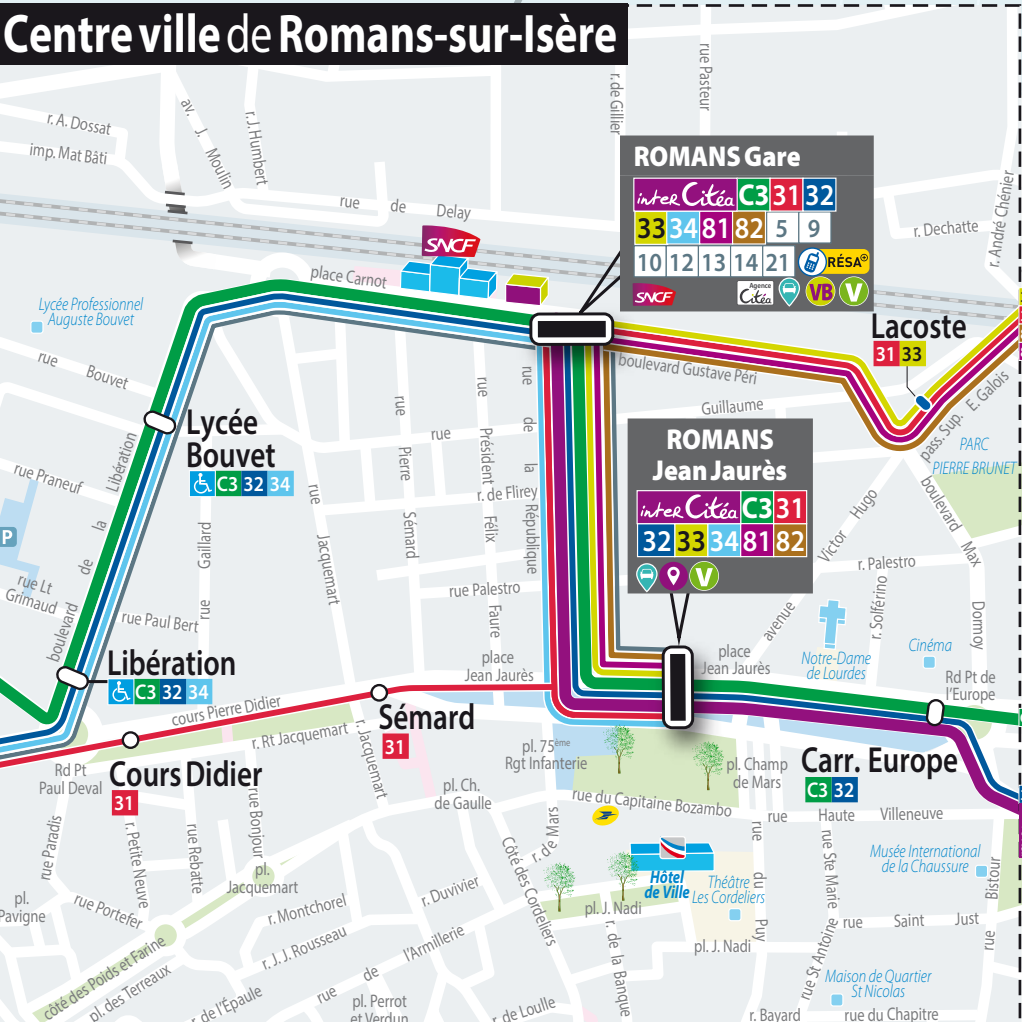 Centre ville de Romans-sur-Isère
r. A. Dossat
imp. Mat Bâti
av. J. Moulin
r. J. Humbert
r. de Gillier
rue Pasteur
rue de Delay
r. Dechatte
r. André Chénier
SNCF
place Carnot
ROMANS Gare
interCitéa C3 31 32
33 34 81 82 5 9
10 12 13 14 21 RÉSA+
SNCF Agence Citéa VB V
Lycée Professionnel
Auguste Bouvet
rue Bouvet
Lacoste
31 33
boulevard Gustave Péri
Guillaume
pass. Sup. E. Galois
PARC
PIERRE BRUNET
Lycée
Bouvet
C3 32 34
rue Praneuf
P
rue Lt
Grimaud
boulevard de la Libération
rue Gaillard
rue Jacquemart
rue Pierre Sémard
rue
rue Président Félix Faure
r. de Flirey
rue de la République
ROMANS
Jean Jaurès
interCitéa C3 31
32 33 34 81 82
V
avenue Victor Hugo
boulevard Max Dormoy
r. Palestro
r. Solférino
rue Palestro
rue Paul Bert
Notre-Dame
de Lourdes
Cinéma
Rd Pt de
l'Europe
place
Jean Jaurès
place
Jean Jaurès
Libération
C3 32 34
cours Pierre Didier
r. Rt Jacquemart
r. Jacquemart
Sémard
31
Cours Didier
31
Rd Pt
Paul Deval
Carr. Europe
C3 32
pl. 75ème
Rgt Infanterie
pl. Champ
de Mars
pl. Ch.
de Gaulle
rue du Capitaine Bozambo
rue Haute Villeneuve
rue Paradis
r. Petite Neuve
rue Rebatte
rue Bonjour
pl.
Jacquemart
Côté des Cordeliers
r. de Mars
Hôtel
de Ville
Théâtre
Les Cordeliers
rue du Puy
rue Ste Marie
Musée International
de la Chaussure
rue Bistour
pl.
Pavigne
rue Portefer
r. Montchorel
r. Duvivier
pl. J. Nadi
pl. J. Nadi
rue Saint Just
r. J.J. Rousseau
rue de l'Armillerie
côte des Poids et Farine
pl. des Terreaux
r. de l'Épaule
pl. Perrot
et Verdun
r. de Loulle
r. de la Banque
rue St Antoine
Maison de Quartier
St Nicolas
r. Bayard
rue du Chapitre